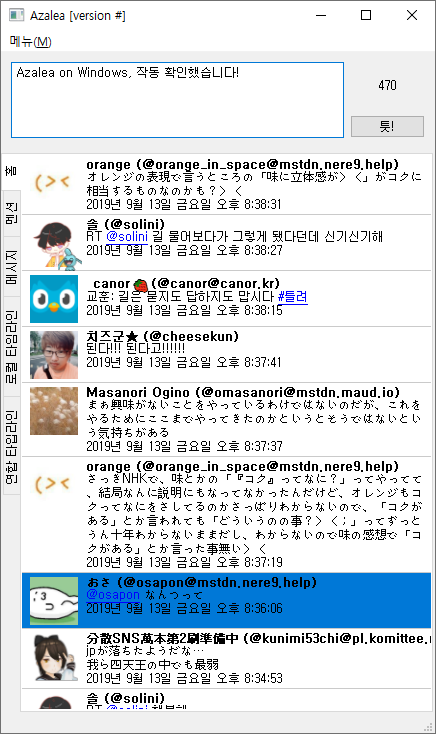 Azalea [version #]
메뉴(M)
Azalea on Windows, 작동 확인했습니다!
470
툿!
홈
멘션
메시지
로컬 타임라인
연합 타임라인
orange (@orange_in_space@mstdn.nere9.help)
オレンジの表現で言うところの「味に立体感が＞＜」がコクに
相当するものなのかも？＞＜
2019년 9월 13일 금요일 오후 8:38:31
솔 (@solini)
RT @solini 길 물어보다가 그렇게 됐다던데 신기신기해
2019년 9월 13일 금요일 오후 8:38:27
_canor🍓 (@canor@canor.kr)
교훈: 길은 묻지도 답하지도 맙시다 #틀려
2019년 9월 13일 금요일 오후 8:38:15
치즈군★ (@cheesekun)
된다!!! 된다고!!!!!!
2019년 9월 13일 금요일 오후 8:37:41
Masanori Ogino (@omasanori@mstdn.maud.io)
まぁ興味がないことをやっているわけではないのだが、これを
やるためにここまでやってきたのかというとそうではないとい
う気持ちがある
2019년 9월 13일 금요일 오후 8:37:37
orange (@orange_in_space@mstdn.nere9.help)
さっきNHKで、味とかの「『コク』ってなに？」ってやってて
、結局なんに説明にもなってなかったんだけど、オレンジもコ
クってなにをさしてるのかさっぱりわからないので、「コクが
ある」とか言われても「どういうのの事？＞＜；」ってずっと
うん十年わからないままだし、わからないので味の感想で「コ
クがある」とか言った事無い＞＜
2019년 9월 13일 금요일 오후 8:37:19
おさ (@osapon@mstdn.nere9.help)
@osapon なんつって
2019년 9월 13일 금요일 오후 8:36:06
分散SNS萬本第2刷準備中 (@kunimi53chi@pl.komittee.n
jpが落ちたようだな…
我ら四天王の中でも最弱
2019년 9월 13일 금요일 오후 8:34:53
솔 (@solini)
RT @solini